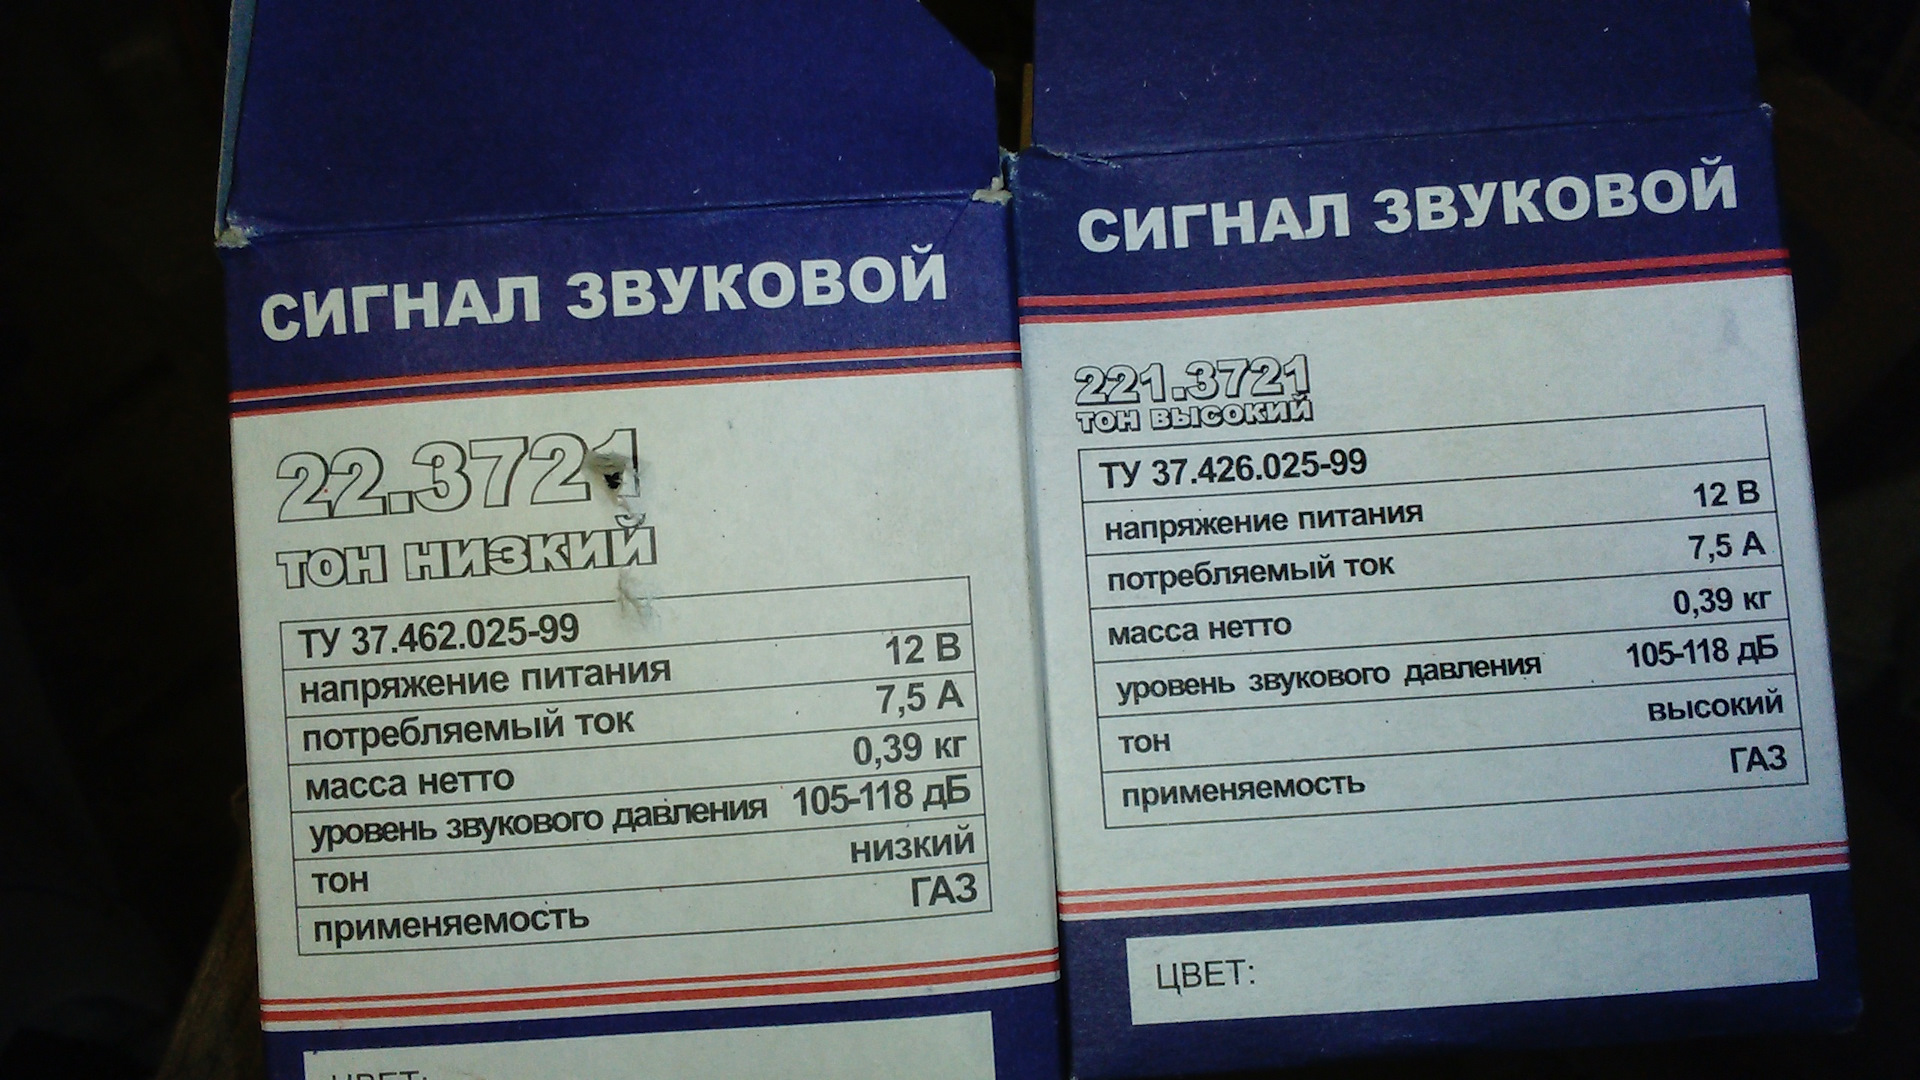 СИГНАЛ ЗВУКОВОЙ
22.3721
ТОН НИЗКИЙ
ТУ 37.462.025-99
напряжение питания 12 В
потребляемый ток 7,5 А
масса нетто 0,39 кг
уровень звукового давления 105-118 дБ
тон низкий
применяемость ГАЗ
ЦВЕТ:
СИГНАЛ ЗВУКОВОЙ
221.3721
ТОН ВЫСОКИЙ
ТУ 37.426.025-99
напряжение питания 12 В
потребляемый ток 7,5 А
масса нетто 0,39 кг
уровень звукового давления 105-118 дБ
тон высокий
применяемость ГАЗ
ЦВЕТ: